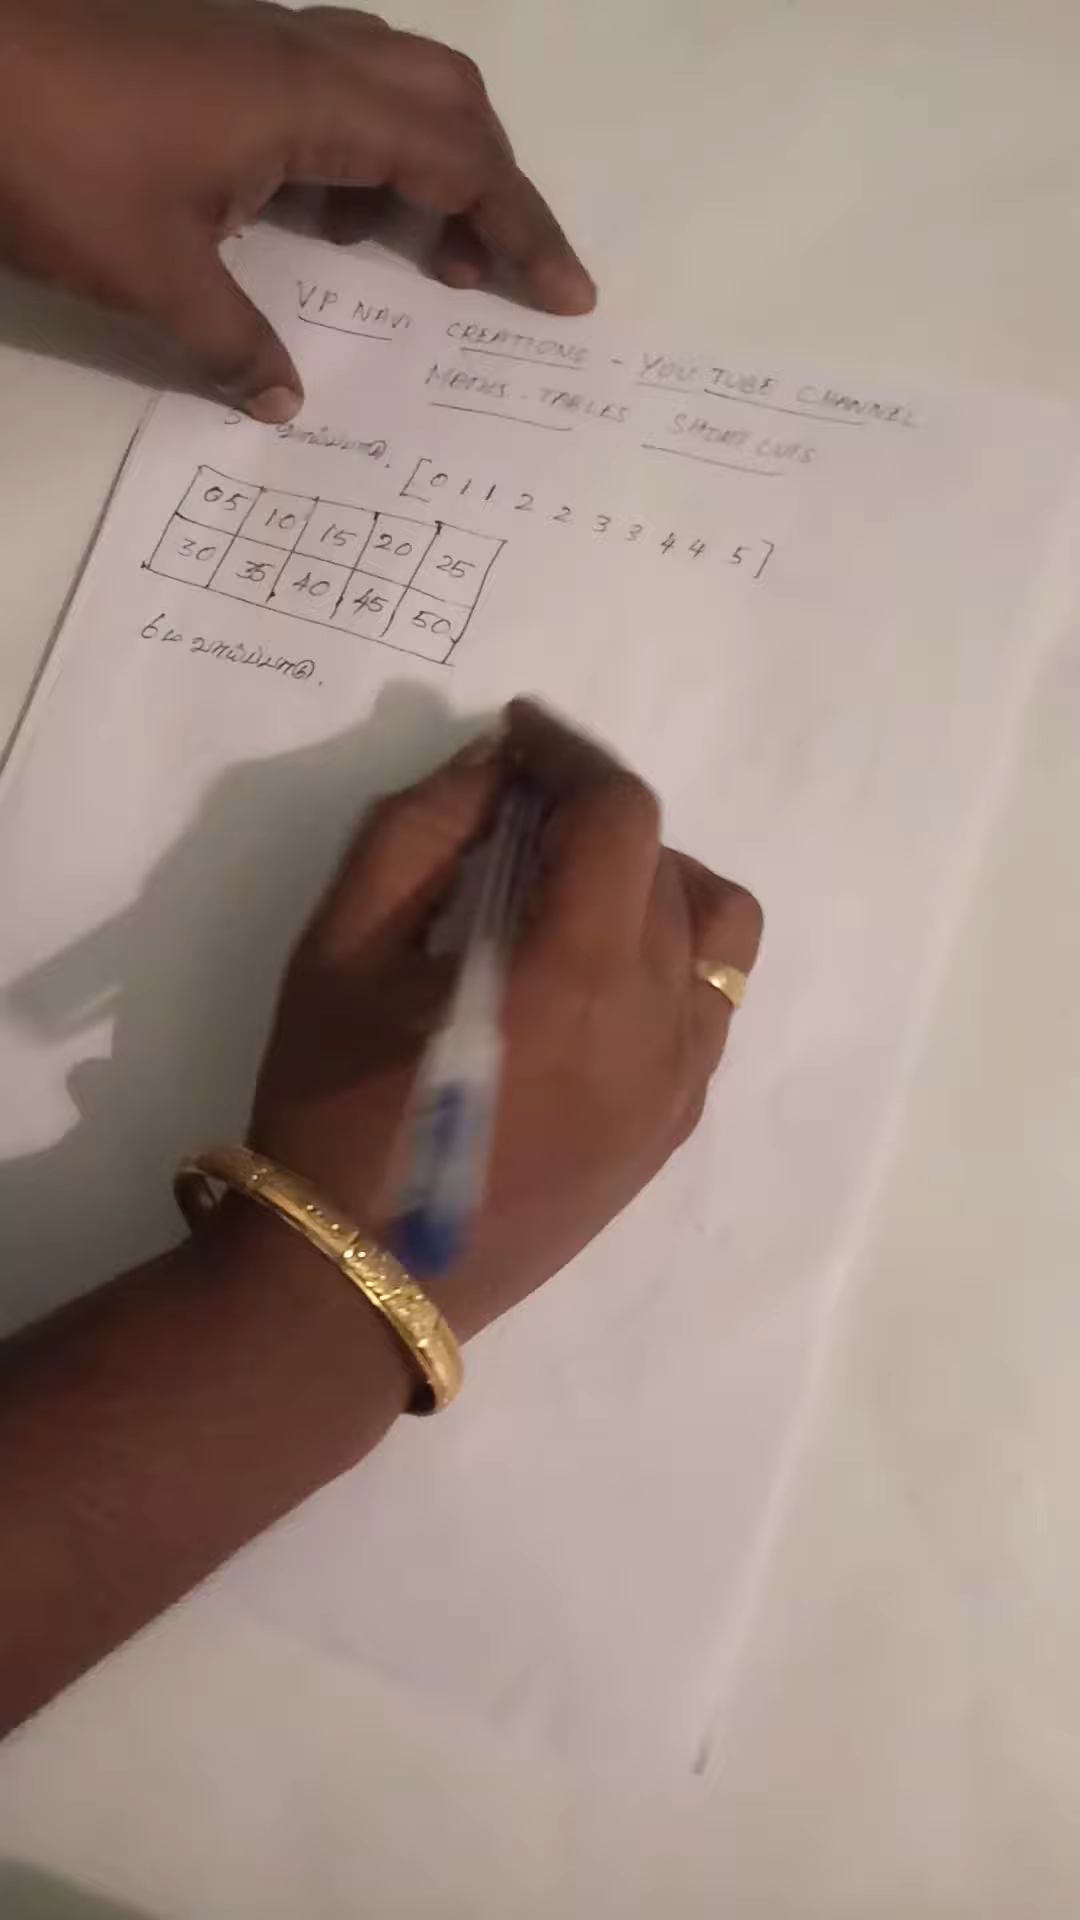 VP NAVI CREATIONS - YOU TUBE CHANNEL
MATHS - TABLES SHORT CUTS
5 வாய்ப்பாடு. [0 1 1 2 2 3 3 4 4 5]
05 10 15 20 25
30 35 40 45 50
6ம் வாய்ப்பாடு.